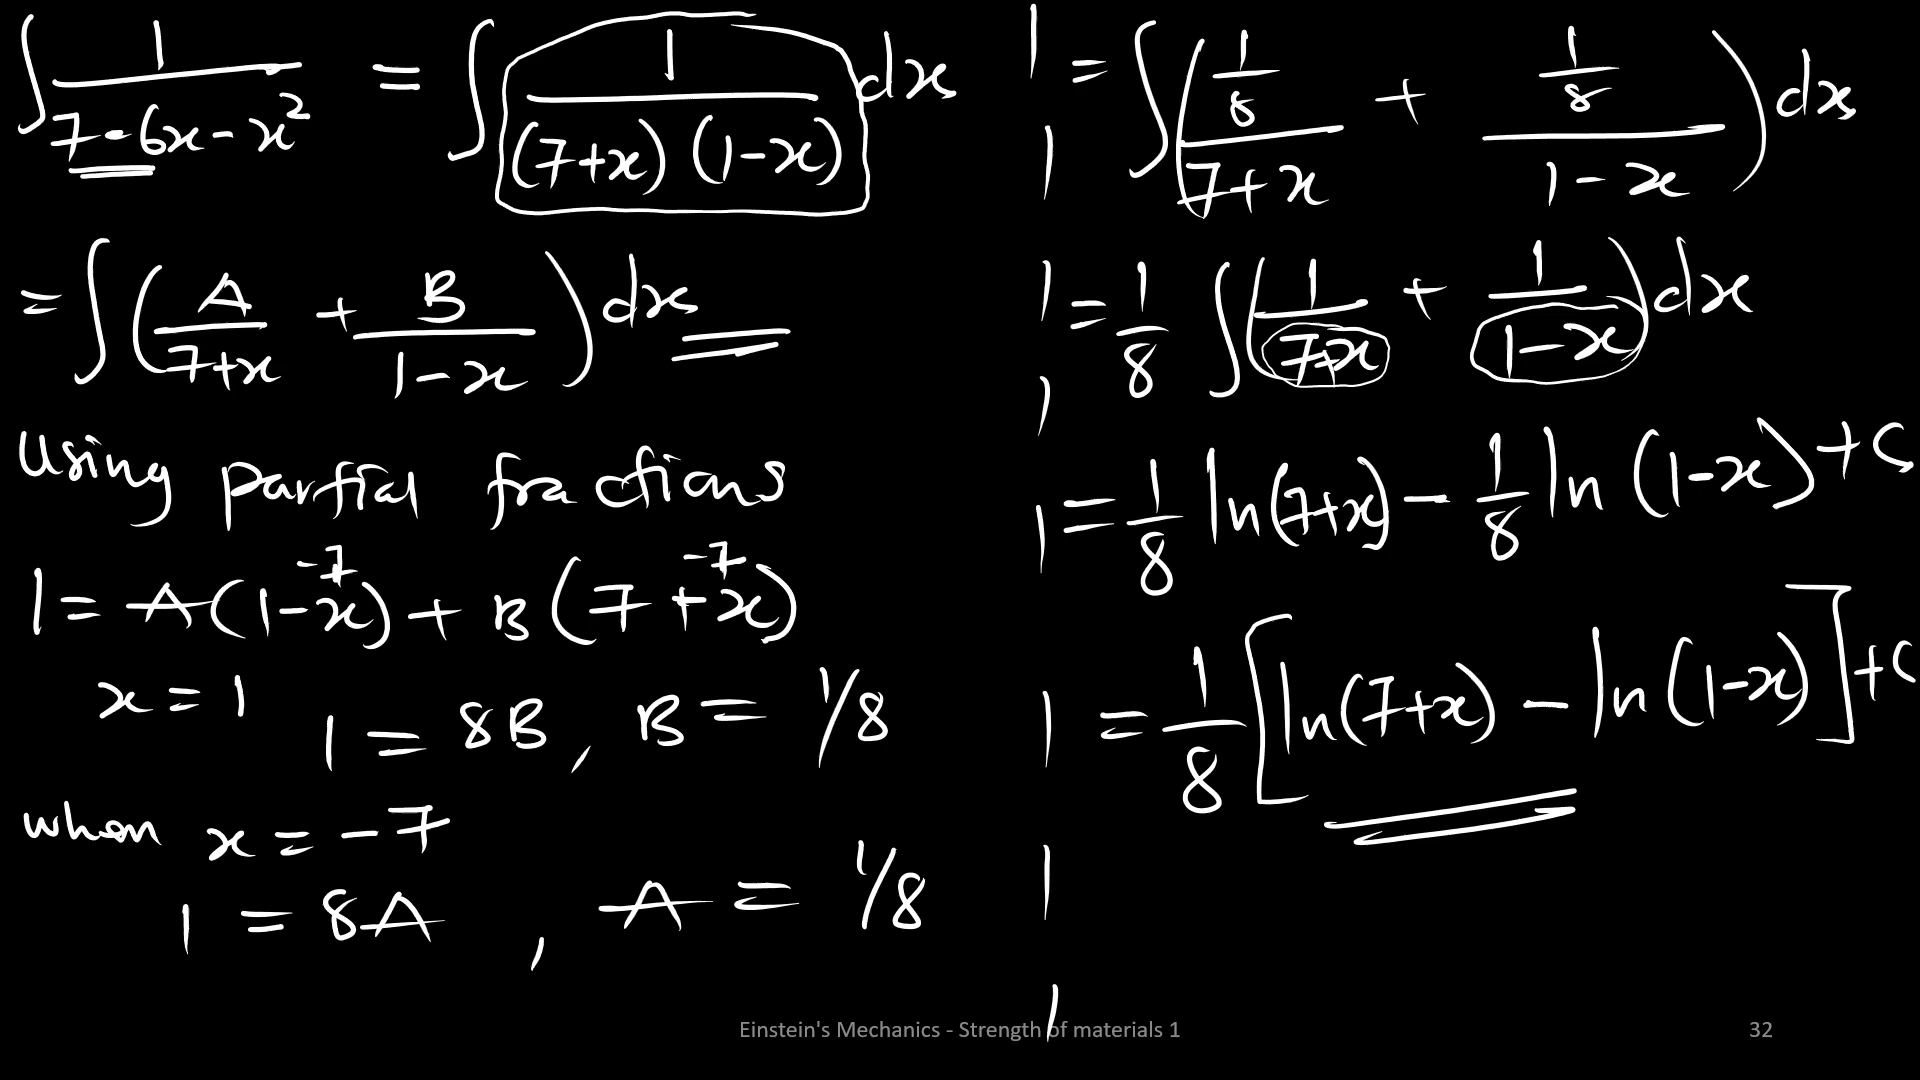 ∫ 1/(7-6x-x²) = ∫ 1/((7+x)(1-x)) dx
= ∫ (A/(7+x) + B/(1-x)) dx
Using partial fractions
-7 -7
1 = A(1-x) + B(7+x)
x = 1
1 = 8B, B = 1/8
when x = -7
1 = 8A, A = 1/8
= ∫ ((1/8)/(7+x) + (1/8)/(1-x)) dx
= 1/8 ∫ (1/(7+x) + 1/(1-x)) dx
= 1/8 ln(7+x) - 1/8 ln(1-x) + C
= 1/8 [ln(7+x) - ln(1-x)] + C
Einstein's Mechanics - Strength of materials 1
32